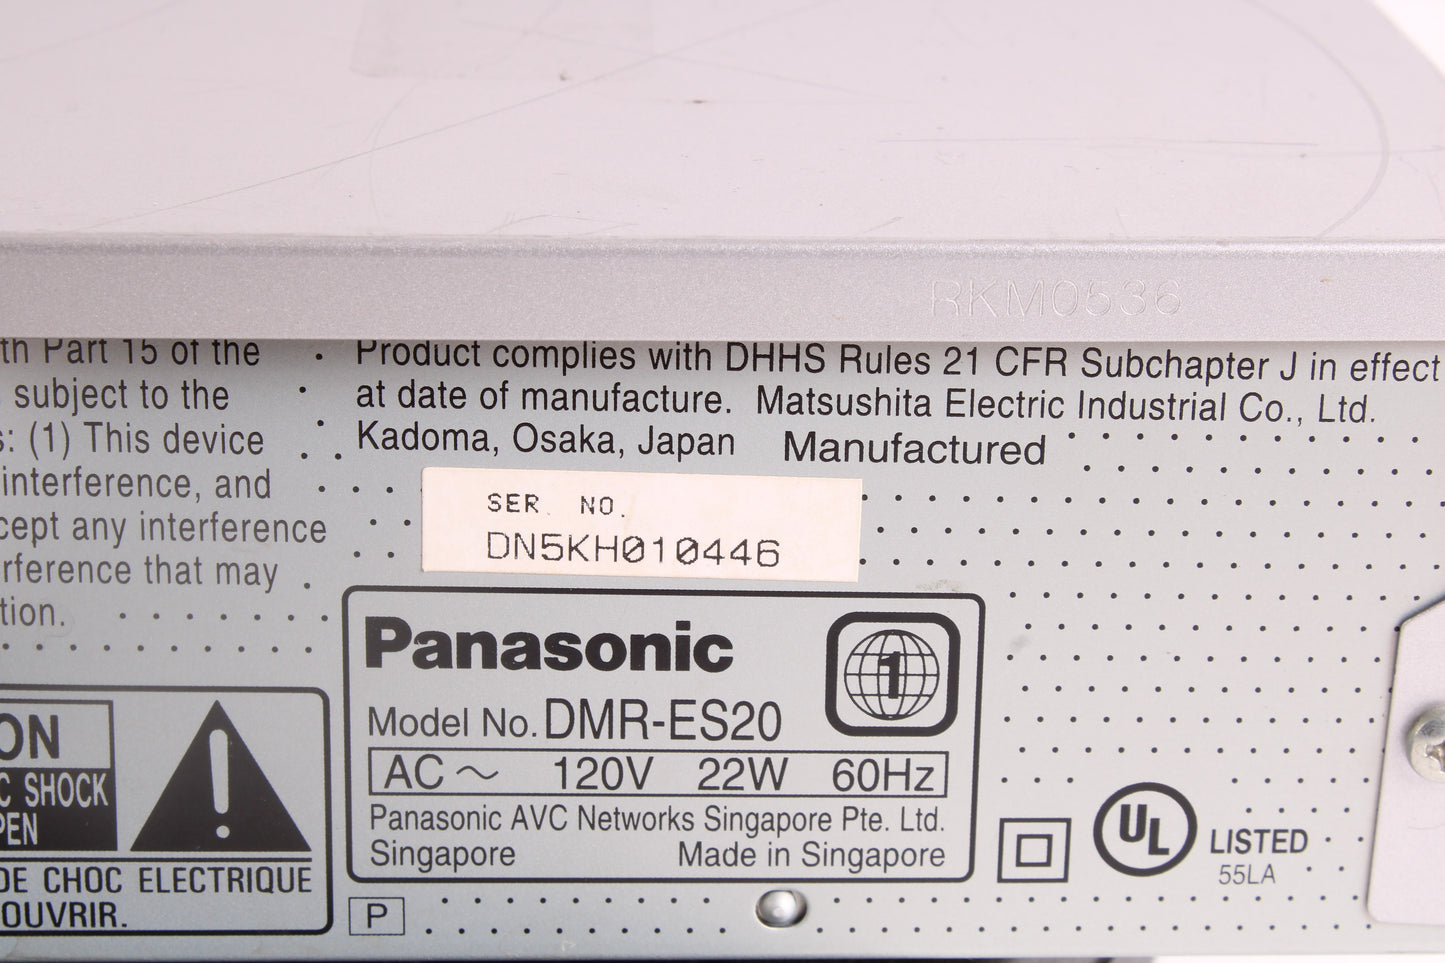 RKM0536
th Part 15 of the
subject to the
s: (1) This device
interference, and
cept any interference
rference that may
tion.
Product complies with DHHS Rules 21 CFR Subchapter J in effect
at date of manufacture. Matsushita Electric Industrial Co., Ltd.
Kadoma, Osaka, Japan Manufactured
SER. NO.
DN5KH010446
Panasonic
1
Model No. DMR-ES20
AC ~ 120V 22W 60Hz
Panasonic AVC Networks Singapore Pte. Ltd.
Singapore Made in Singapore
ON
C SHOCK
PEN
!
DE CHOC ELECTRIQUE
OUVRIR.
P
UL LISTED
55LA